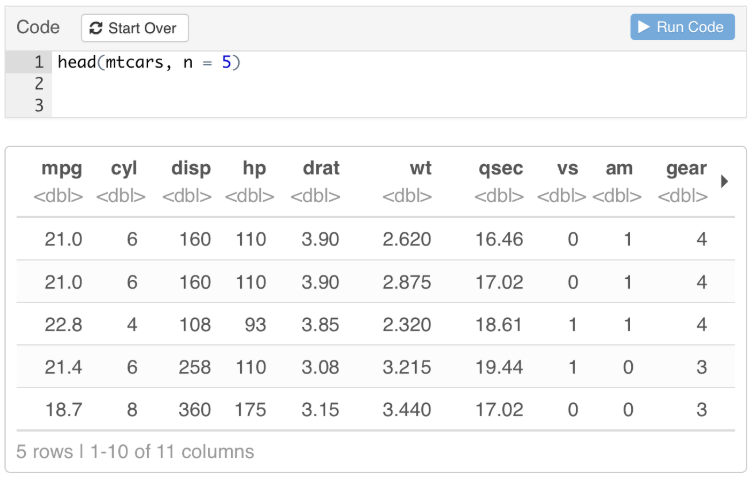 Code Start Over Run Code
1 head(mtcars, n = 5)
2
3
mpg cyl disp hp drat wt qsec vs am gear
<dbl> <dbl> <dbl> <dbl> <dbl> <dbl> <dbl> <dbl> <dbl> <dbl>
21.0 6 160 110 3.90 2.620 16.46 0 1 4
21.0 6 160 110 3.90 2.875 17.02 0 1 4
22.8 4 108 93 3.85 2.320 18.61 1 1 4
21.4 6 258 110 3.08 3.215 19.44 1 0 3
18.7 8 360 175 3.15 3.440 17.02 0 0 3
5 rows | 1-10 of 11 columns